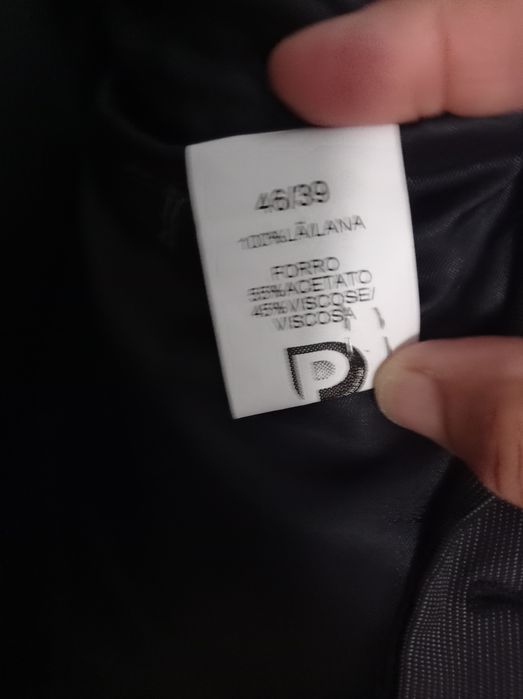 46/39
100%LÃ/LANA
FORRO
55%ACETATO
45%VISCOSE/
VISCOSA
P